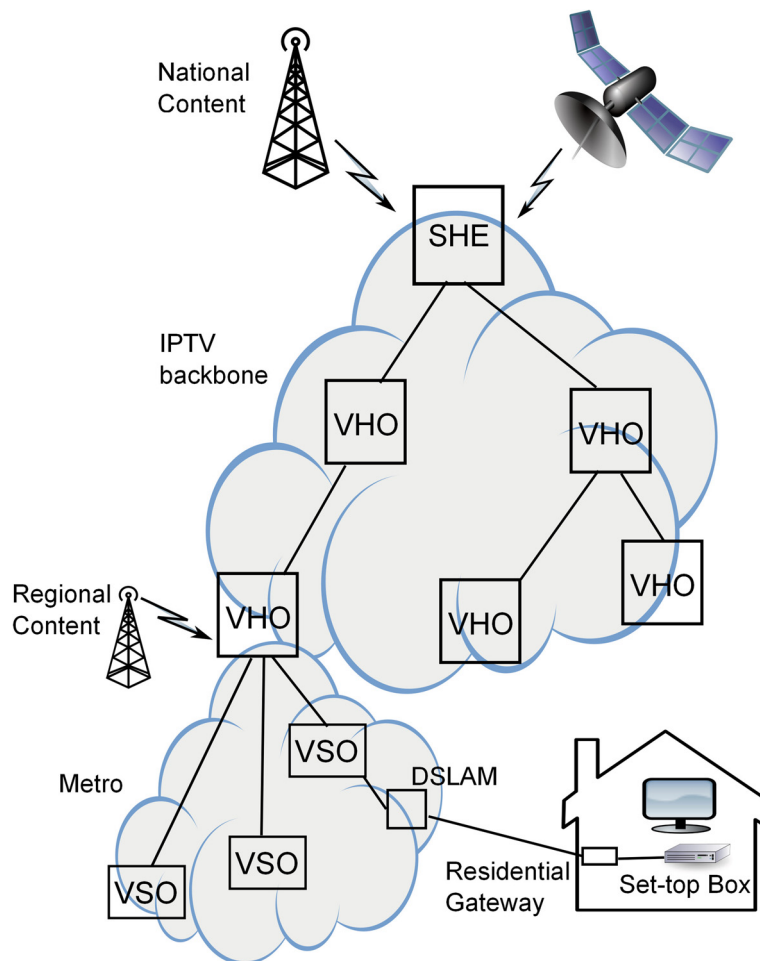 National
Content
SHE
IPTV
backbone
VHO
VHO
VHO
VHO
Regional
Content
VHO
VSO
DSLAM
Metro
VSO
VSO
Residential
Gateway
Set-top Box